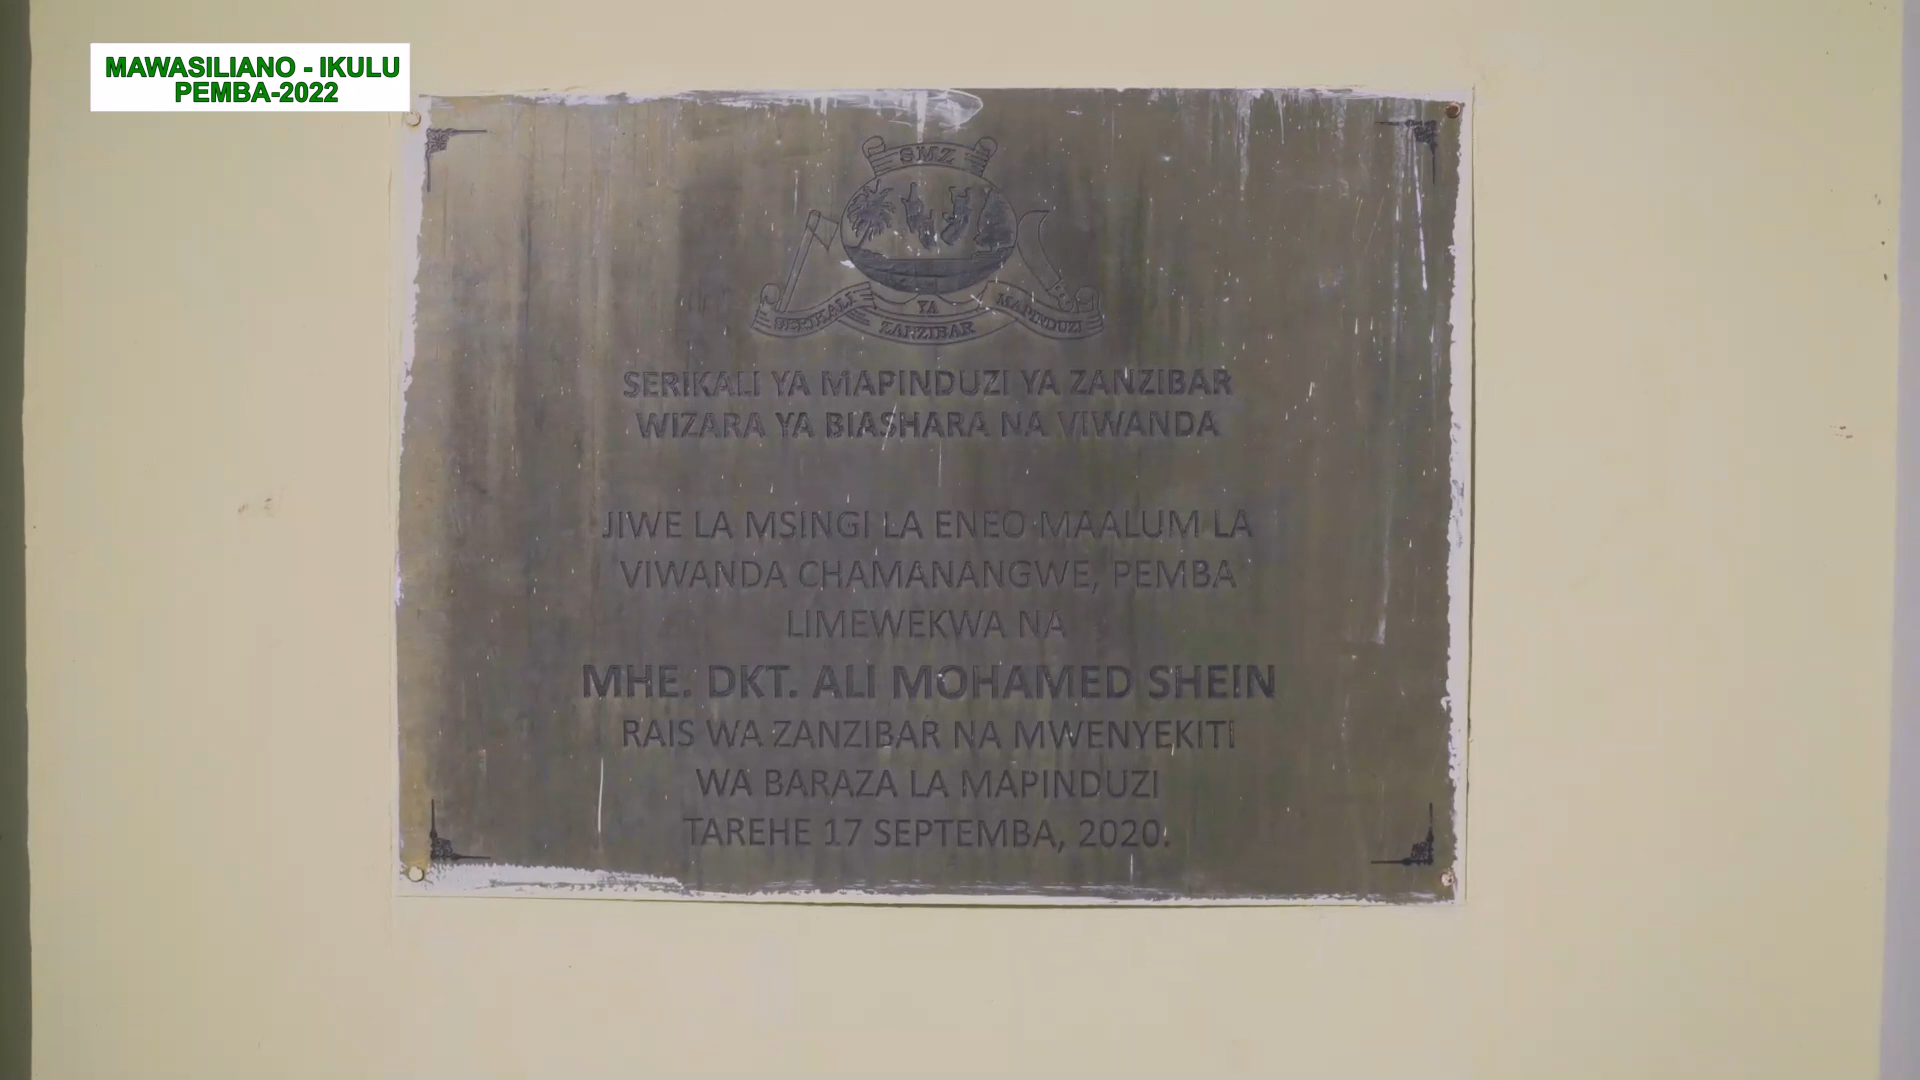 MAWASILIANO - IKULU
PEMBA-2022
SMZ
SERIKALI YA MAPINDUZI
ZANZIBAR
SERIKALI YA MAPINDUZI YA ZANZIBAR
WIZARA YA BIASHARA NA VIWANDA
JIWE LA MSINGI LA ENEO MAALUM LA
VIWANDA CHAMANANGWE, PEMBA
LIMEWEKWA NA
MHE. DKT. ALI MOHAMED SHEIN
RAIS WA ZANZIBAR NA MWENYEKITI
WA BARAZA LA MAPINDUZI
TAREHE 17 SEPTEMBA, 2020.